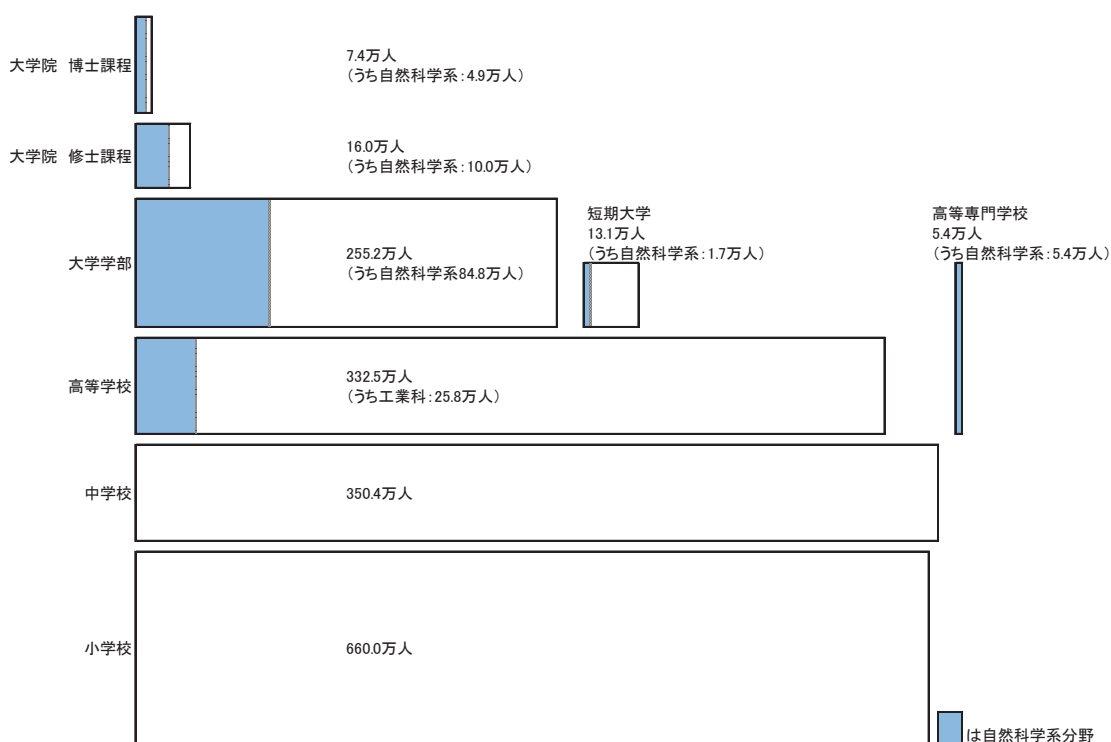 大学院　博士課程
7.4万人
（うち自然科学系：4.9万人）
大学院　修士課程
16.0万人
（うち自然科学系：10.0万人）
大学学部
255.2万人
（うち自然科学系84.8万人）
短期大学
13.1万人
（うち自然科学系：1.7万人）
高等専門学校
5.4万人
（うち自然科学系：5.4万人）
高等学校
332.5万人
（うち工業科：25.8万人）
中学校
350.4万人
小学校
660.0万人
は自然科学系分野